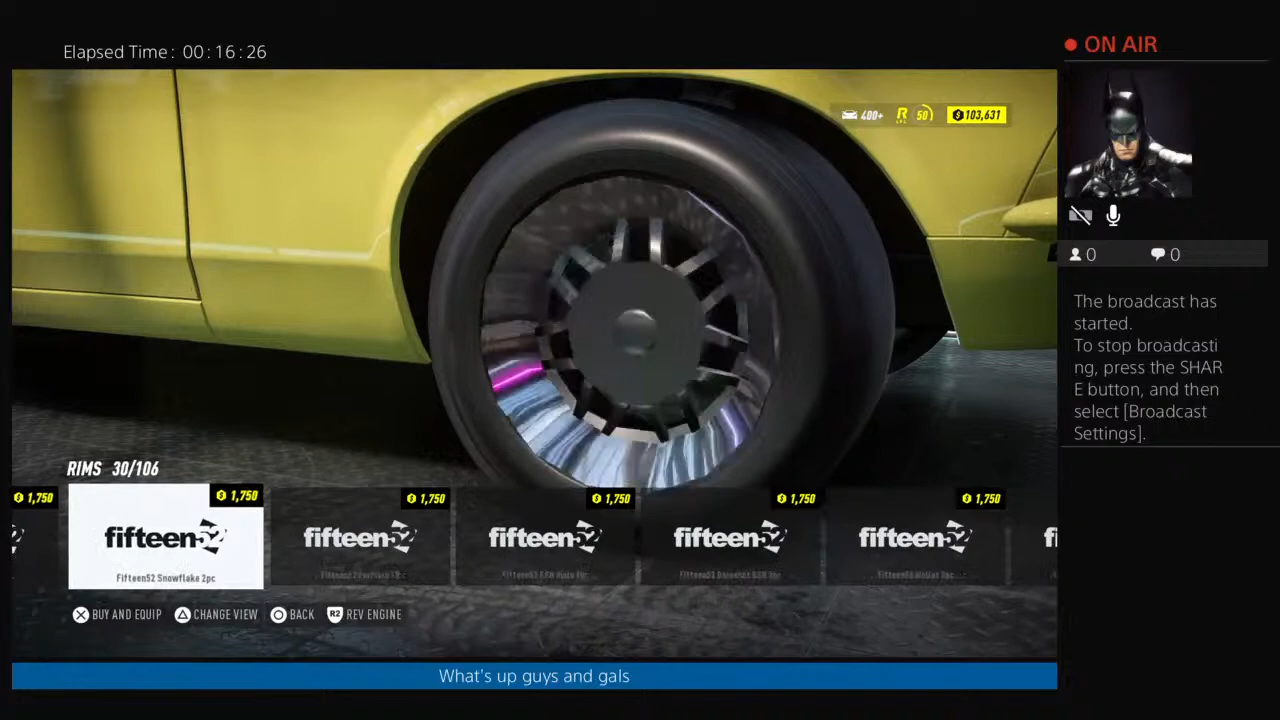 Elapsed Time: 00:16:26
ON AIR
400+
R
LVL
50
103,631
0
0
The broadcast has
started.
To stop broadcasti
ng, press the SHAR
E button, and then
select [Broadcast
Settings].
RIMS 30/106
1,750
1,750
1,750
1,750
1,750
1,750
fifteen52
fifteen52
fifteen52
fifteen52
fifteen52
fi
Fifteen52 Snowflake 2pc
BUY AND EQUIP
CHANGE VIEW
BACK
R2 REV ENGINE
What's up guys and gals